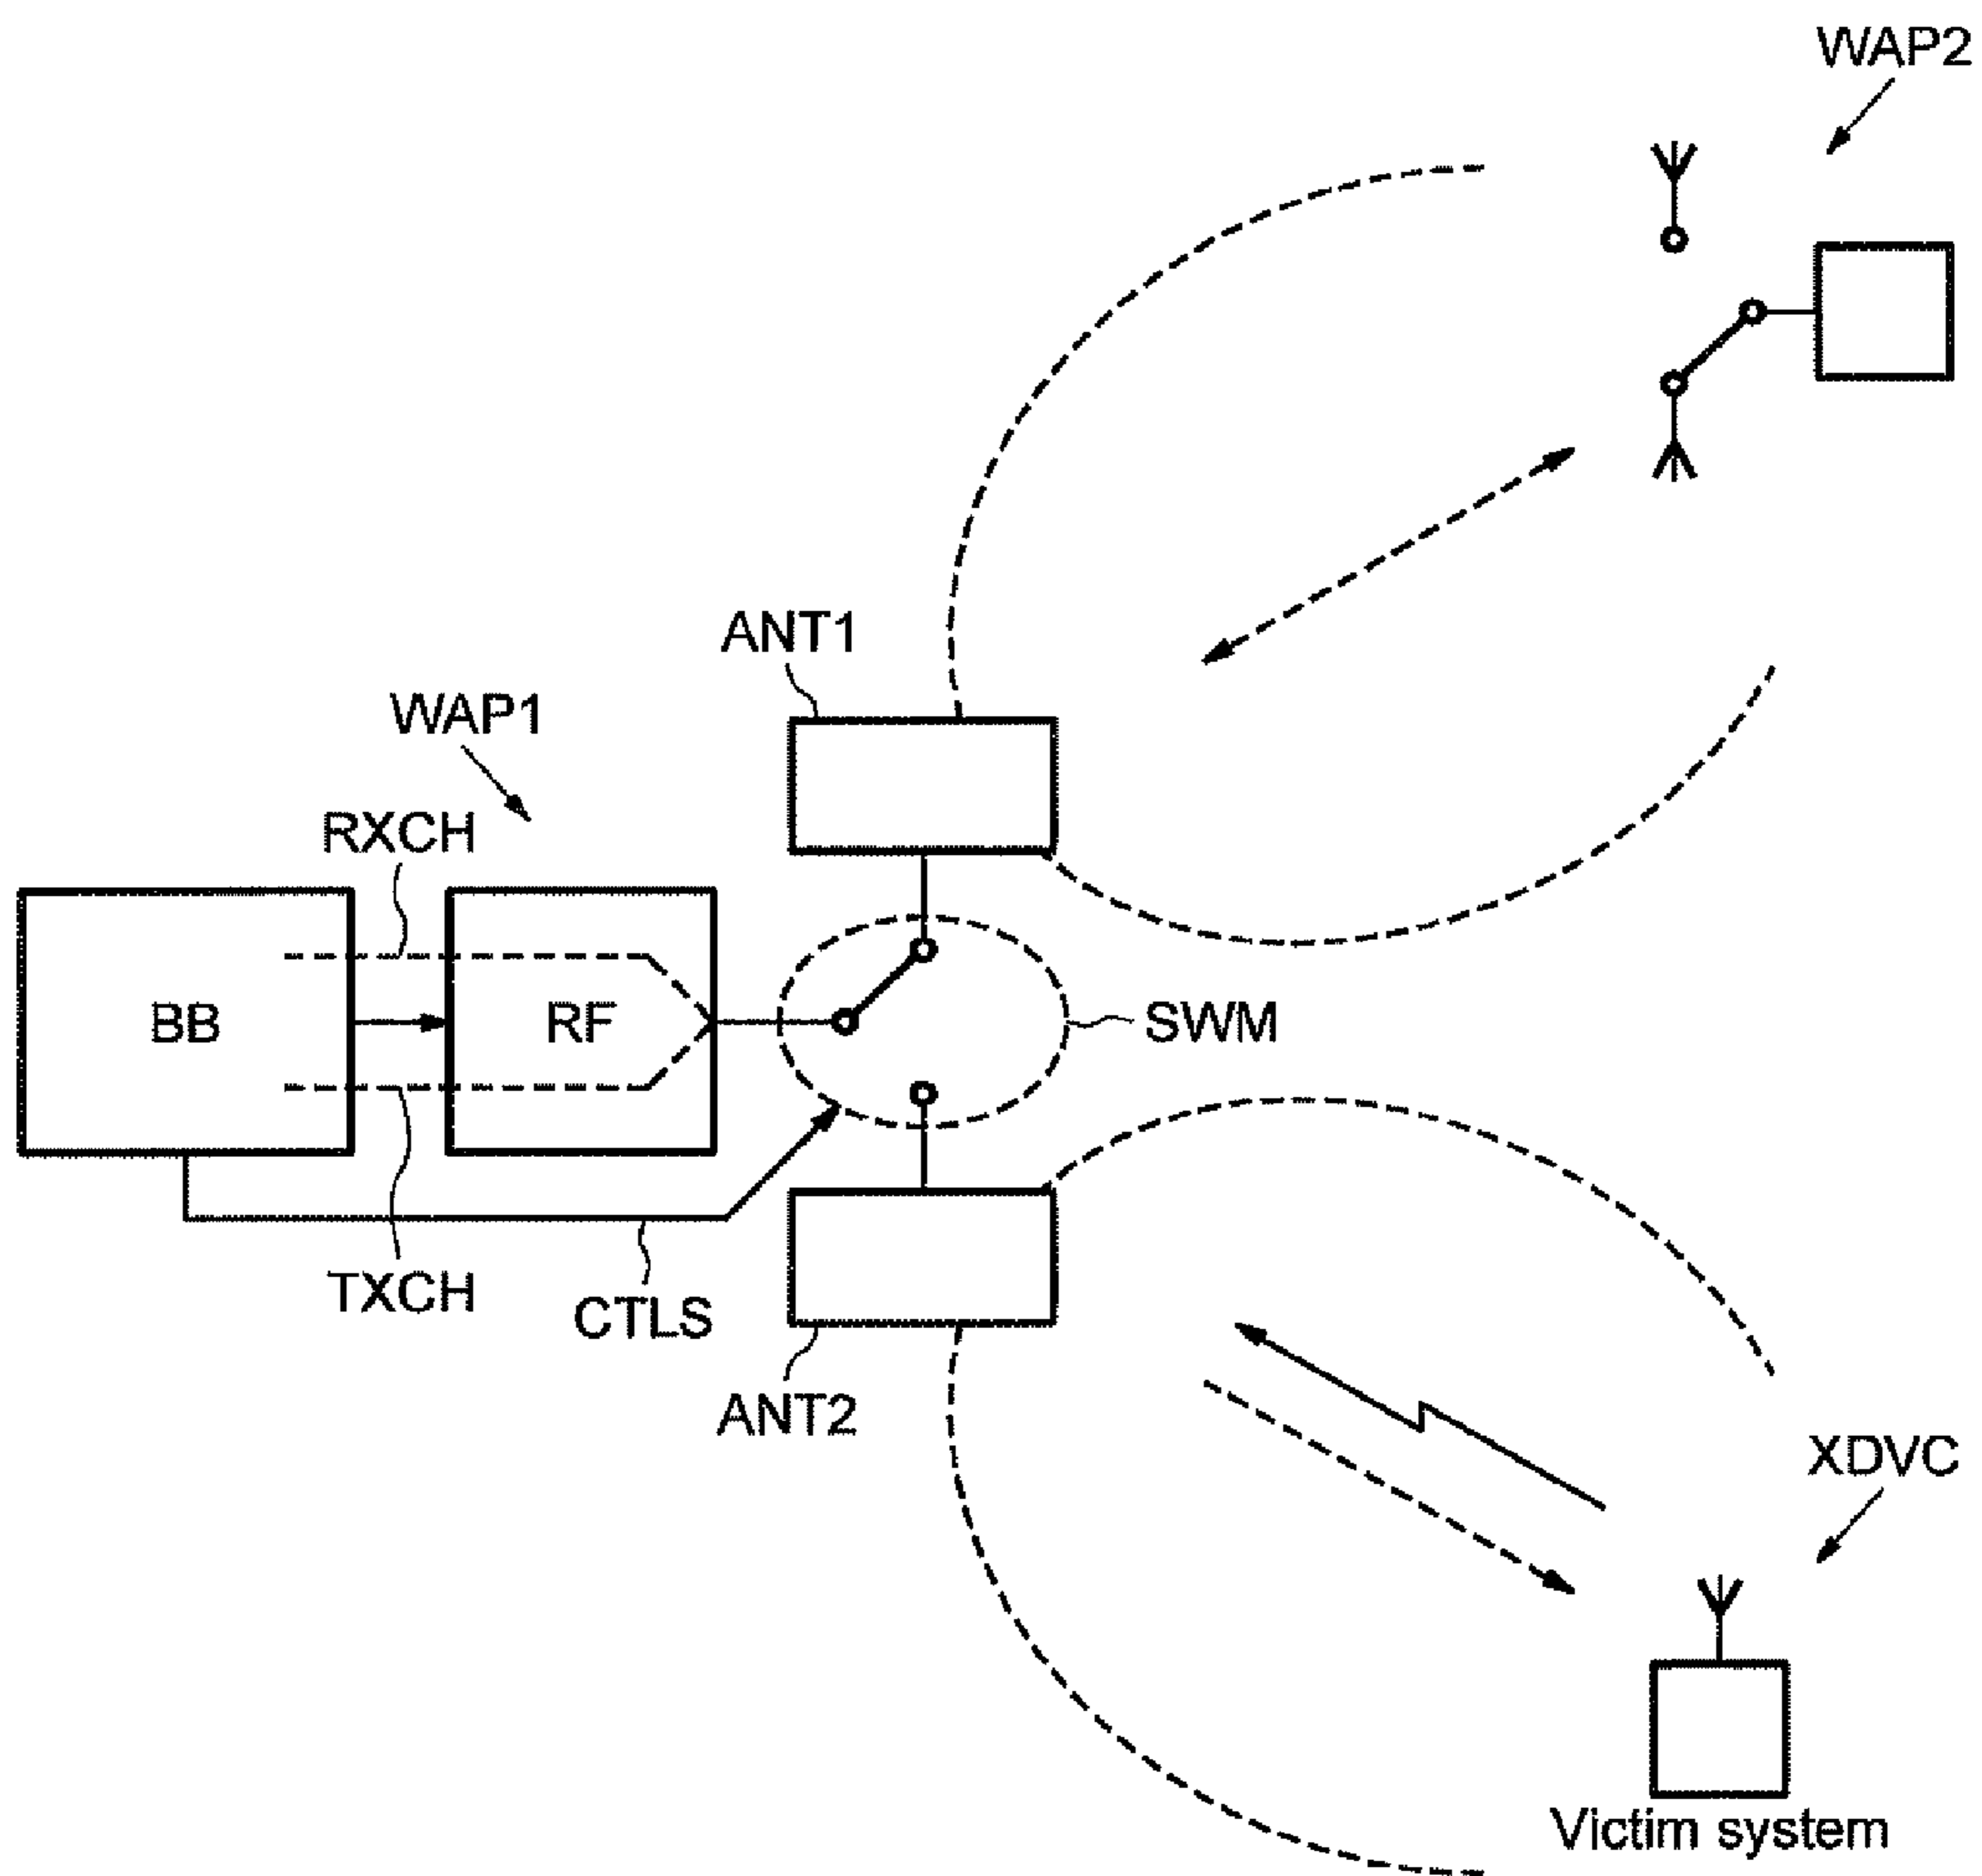 WAP2
ANT1
WAP1
RXCH
BB
RF
SWM
TXCH
CTLS
ANT2
XDVC
Victim system